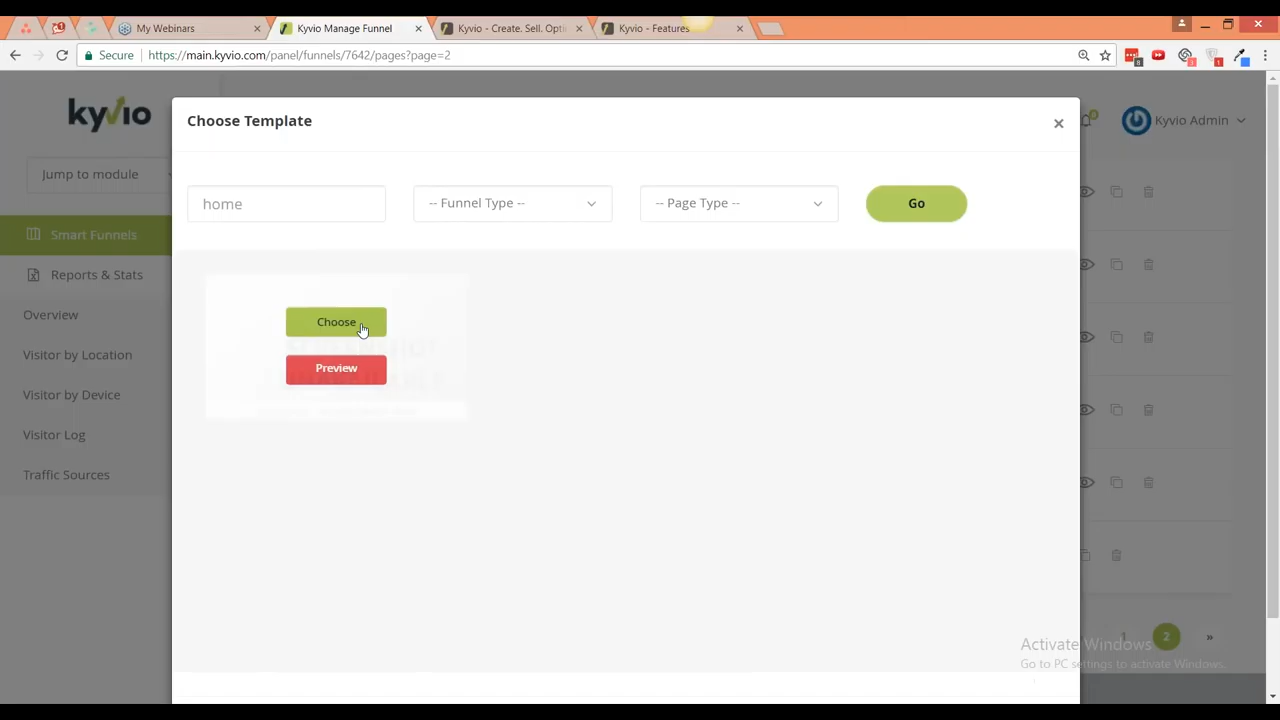 My Webinars
Kyvio Manage Funnel
Kyvio - Create. Sell. Opti
Kyvio - Features
Secure
https://main.kyvio.com/panel/funnels/7642/pages?page=2
kyvio
Choose Template
Kyvio Admin
Jump to module
home
-- Funnel Type --
-- Page Type --
Go
Smart Funnels
Reports & Stats
Overview
Choose
Visitor by Location
Preview
Visitor by Device
Visitor Log
Traffic Sources
1
2
»
Activate Windows
Go to PC settings to activate Windows.